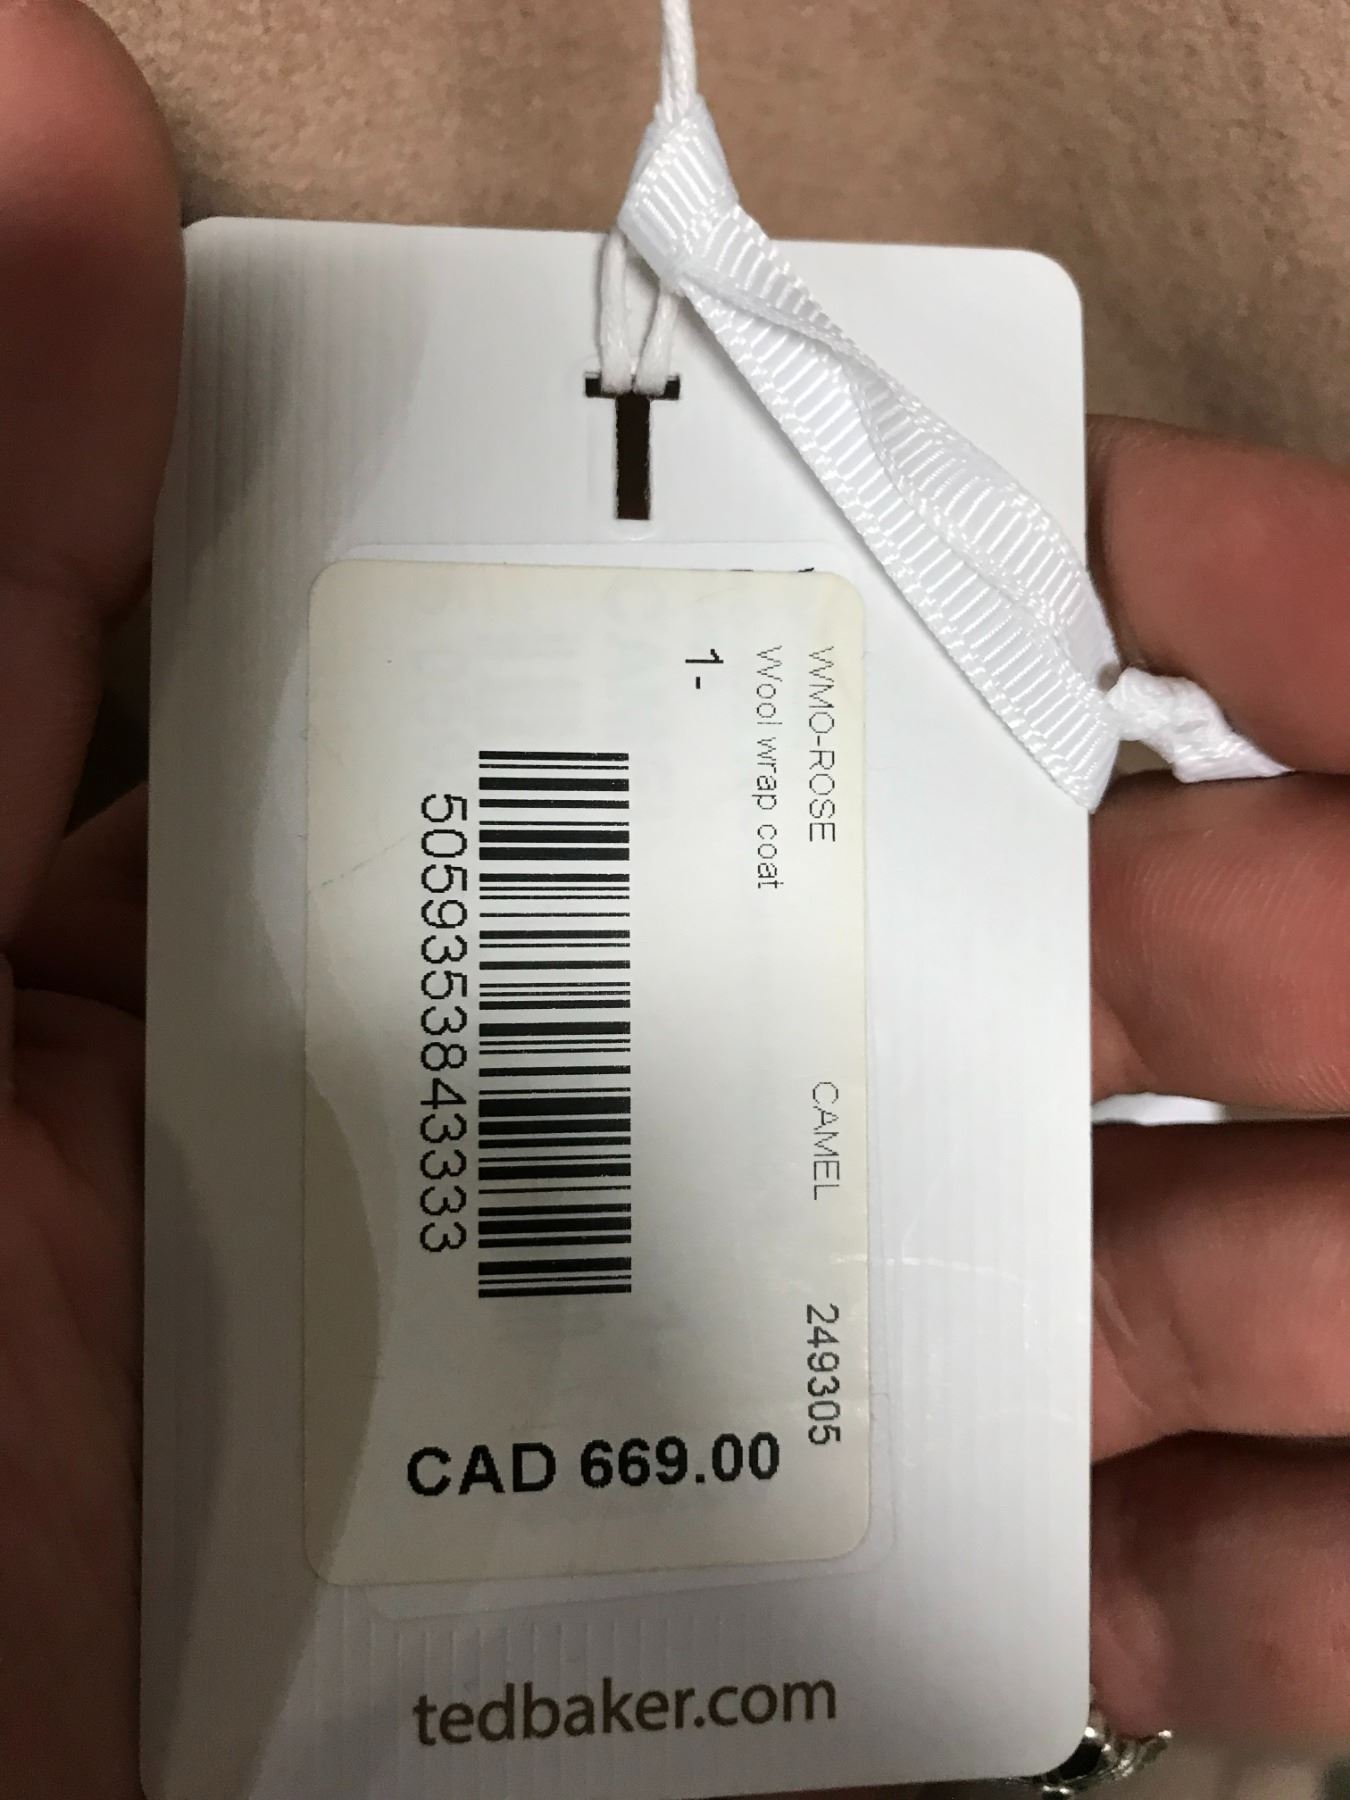 WMO-ROSE CAMEL 249305
Wool wrap coat
1-
5059353843333
CAD 669.00
tedbaker.com